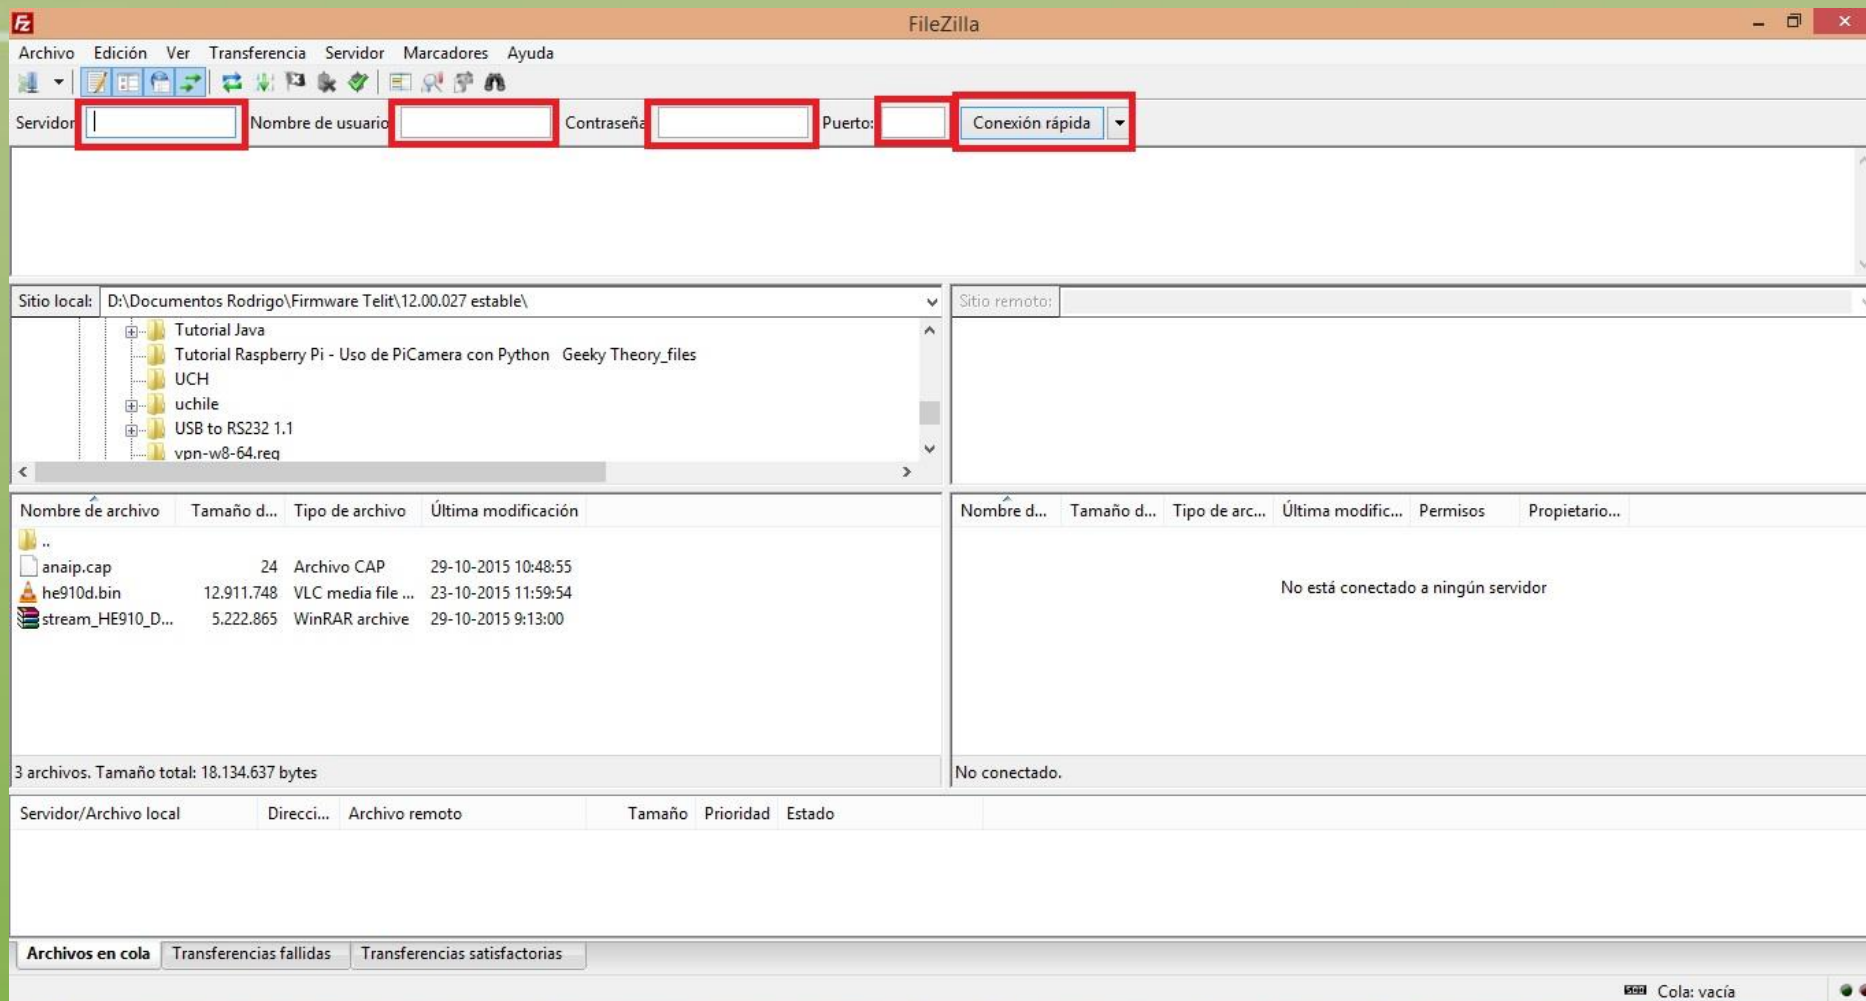 FileZilla
Archivo Edición Ver Transferencia Servidor Marcadores Ayuda
Servidor Nombre de usuario Contraseña Puerto: Conexión rápida
Sitio local: D:\Documentos Rodrigo\Firmware Telit\12.00.027 estable\ Sitio remoto:
Tutorial Java
Tutorial Raspberry Pi - Uso de PiCamera con Python Geeky Theory_files
UCH
uchile
USB to RS232 1.1
vpn-w8-64.reg
Nombre de archivo Tamaño d... Tipo de archivo Última modificación Nombre d... Tamaño d... Tipo de arc... Última modific... Permisos Propietario...
..
anaip.cap 24 Archivo CAP 29-10-2015 10:48:55
he910d.bin 12.911.748 VLC media file ... 23-10-2015 11:59:54 No está conectado a ningún servidor
stream_HE910_D... 5.222.865 WinRAR archive 29-10-2015 9:13:00
3 archivos. Tamaño total: 18.134.637 bytes No conectado.
Servidor/Archivo local Direcci... Archivo remoto Tamaño Prioridad Estado
Archivos en cola Transferencias fallidas Transferencias satisfactorias
Cola: vacía